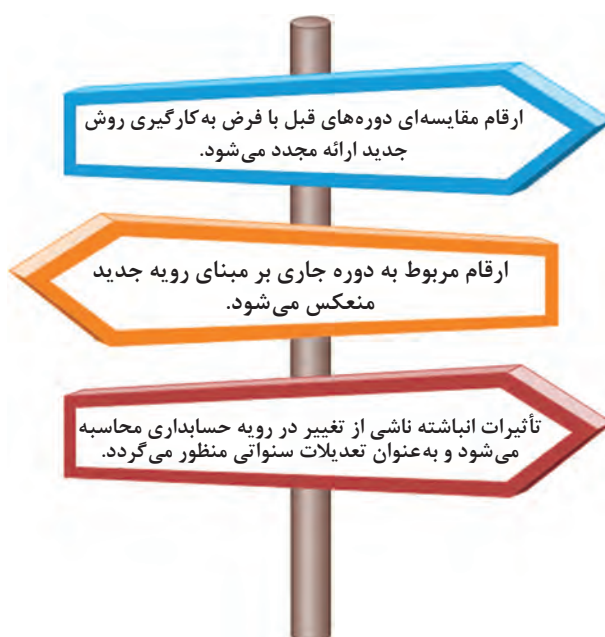 ارقام مقایسه‌ای دوره‌های قبل با فرض به‌کارگیری روش
جدید ارائه مجدد می‌شود.
ارقام مربوط به دوره جاری بر مبنای رویه جدید
منعکس می‌شود.
تأثیرات انباشته ناشی از تغییر در رویه حسابداری محاسبه
می‌شود و به‌عنوان تعدیلات سنواتی منظور می‌گردد.